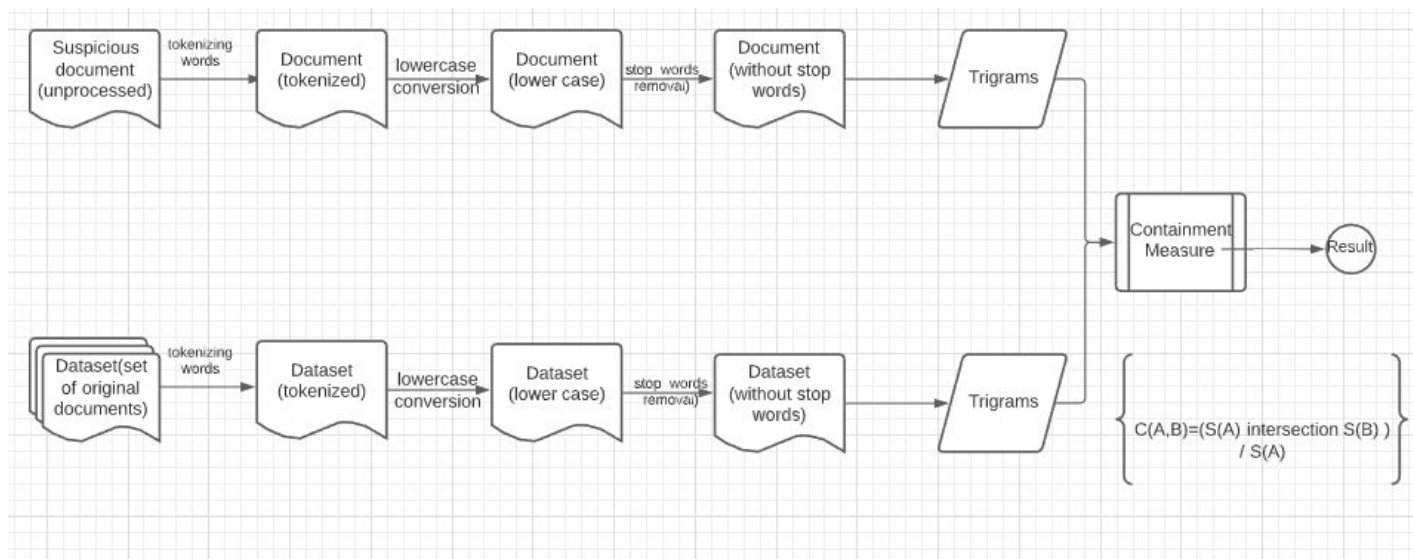 Suspicious
document
(unprocessed)
tokenizing
words
Document
(tokenized)
lowercase
conversion
Document
(lower case)
stop words
removal)
Document
(without stop
words)
Trigrams
Containment
Measure
Result
Dataset(set
of original
documents)
tokenizing
words
Dataset
(tokenized)
lowercase
conversion
Dataset
(lower case)
stop words
removal)
Dataset
(without stop
words)
Trigrams
C(A,B)=(S(A) intersection S(B) )
/ S(A)